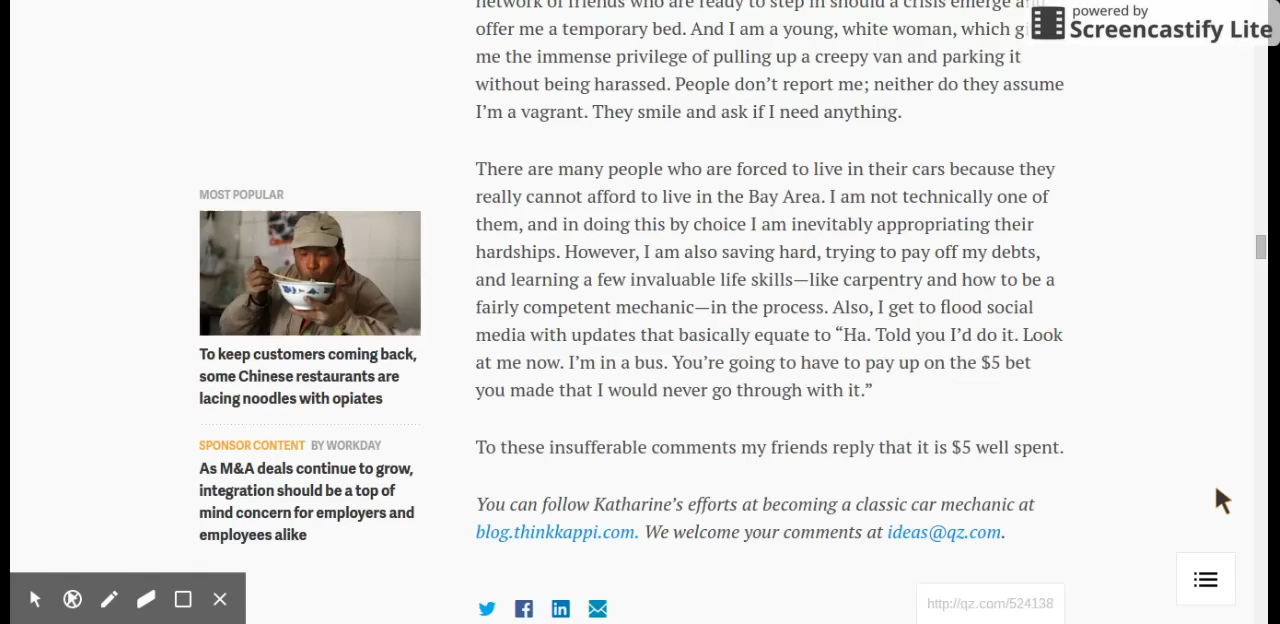 network of friends who are ready to step in should a crisis emerge
offer me a temporary bed. And I am a young, white woman, which
me the immense privilege of pulling up a creepy van and parking it
without being harassed. People don’t report me; neither do they assume
I’m a vagrant. They smile and ask if I need anything.
There are many people who are forced to live in their cars because they
really cannot afford to live in the Bay Area. I am not technically one of
them, and in doing this by choice I am inevitably appropriating their
hardships. However, I am also saving hard, trying to pay off my debts,
and learning a few invaluable life skills—like carpentry and how to be a
fairly competent mechanic—in the process. Also, I get to flood social
media with updates that basically equate to “Ha. Told you I’d do it. Look
at me now. I’m in a bus. You’re going to have to pay up on the $5 bet
you made that I would never go through with it.”
To these insufferable comments my friends reply that it is $5 well spent.
You can follow Katharine’s efforts at becoming a classic car mechanic at
blog.thinkkappi.com. We welcome your comments at ideas@qz.com.
http://qz.com/524138
MOST POPULAR
To keep customers coming back,
some Chinese restaurants are
lacing noodles with opiates
SPONSOR CONTENT BY WORKDAY
As M&A deals continue to grow,
integration should be a top of
mind concern for employers and
employees alike
powered by
Screencastify Lite